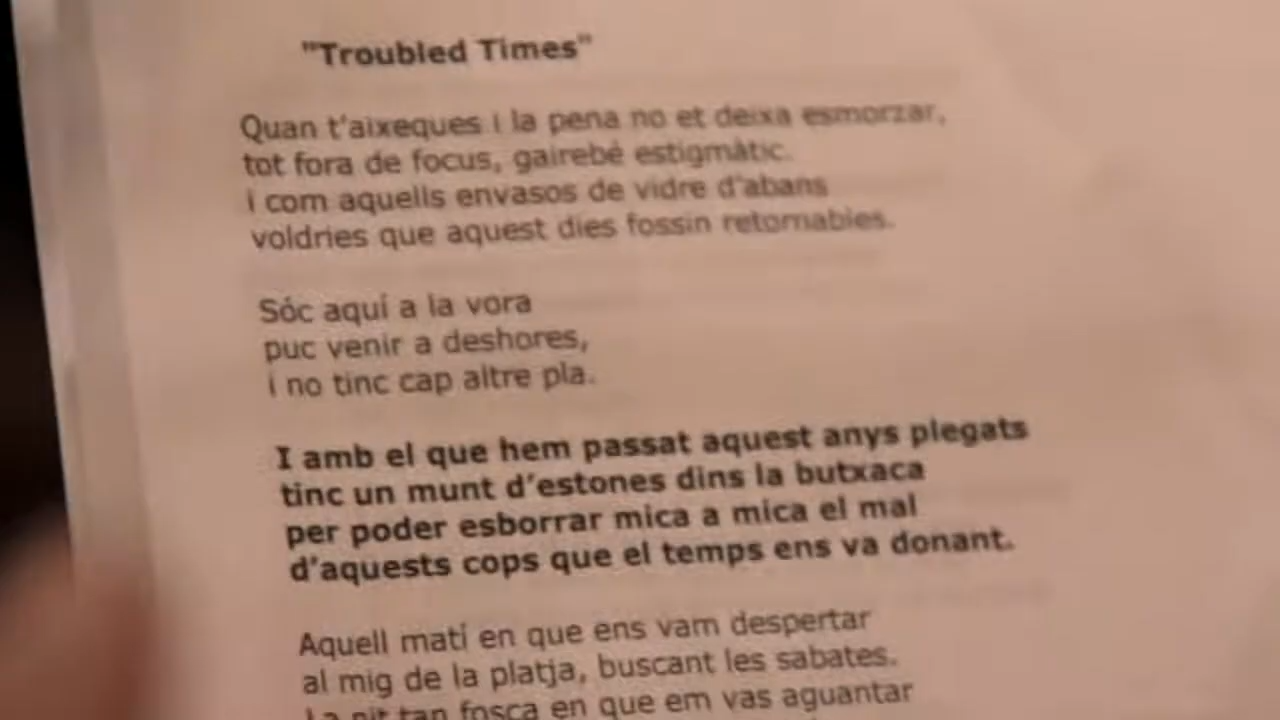 "Troubled Times"
Quan t'aixeques i la pena no et deixa esmorzar,
tot fora de focus, gairebé estigmàtic.
i com aquells envasos de vidre d'abans
voldries que aquest dies fossin retornables.
Sóc aquí a la vora
puc venir a deshores,
i no tinc cap altre pla.
I amb el que hem passat aquest anys plegats
tinc un munt d'estones dins la butxaca
per poder esborrar mica a mica el mal
d'aquests cops que el temps ens va donant.
Aquell matí en que ens vam despertar
al mig de la platja, buscant les sabates.
La nit tan fosca en que em vas aguantar